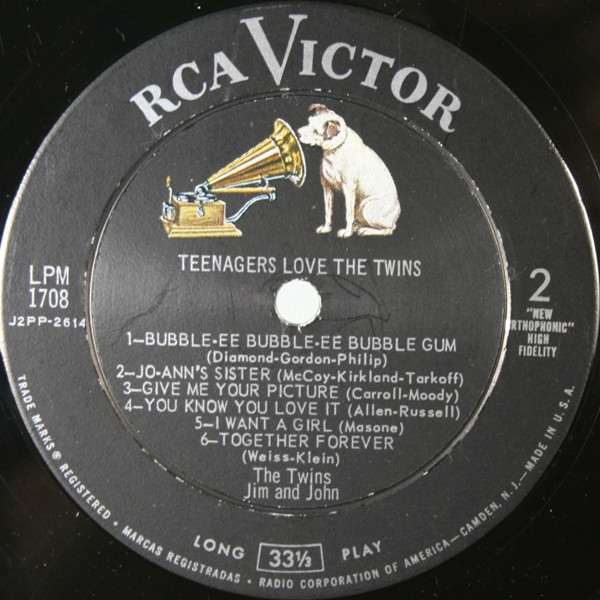 RCA VICTOR
TEENAGERS LOVE THE TWINS
LPM
1708
J2PP-2614
2
"NEW
ORTHOPHONIC"
HIGH
FIDELITY
1—BUBBLE-EE BUBBLE-EE BUBBLE GUM
(Diamond-Gordon-Philip)
2—JO-ANN'S SISTER (McCoy-Kirkland-Tarkoff)
3—GIVE ME YOUR PICTURE (Carroll-Moody)
4—YOU KNOW YOU LOVE IT (Allen-Russell)
5—I WANT A GIRL (Masone)
6—TOGETHER FOREVER
(Weiss-Klein)
The Twins
Jim and John
LONG 33⅓ PLAY
TRADE MARKS ® REGISTERED • MARCAS REGISTRADAS • RADIO CORPORATION OF AMERICA—CAMDEN, N. J.—MADE IN U.S.A.